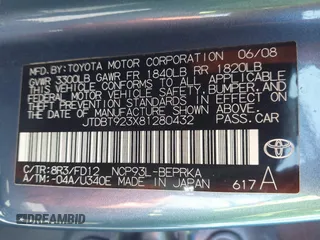 MFD.BY:TOYOTA MOTOR CORPORATION 06/08
GVWR 3300LB GAWR FR 1840LB RR 1820LB
THIS VEHICLE CONFORMS TO ALL APPLICABLE
FEDERAL MOTOR VEHICLE SAFETY, BUMPER, AND
THEFT PREVENTION STANDARDS IN EFFECT ON
THE DATE OF MANUFACTURE SHOWN ABOVE.
JTDBT923X81280432 PASS.CAR
C/TR:8R3/FD12 NCP93L-BEPRKA
A/TM:-04A/U340E MADE IN JAPAN 617A
TOYOTA
DREAMBID